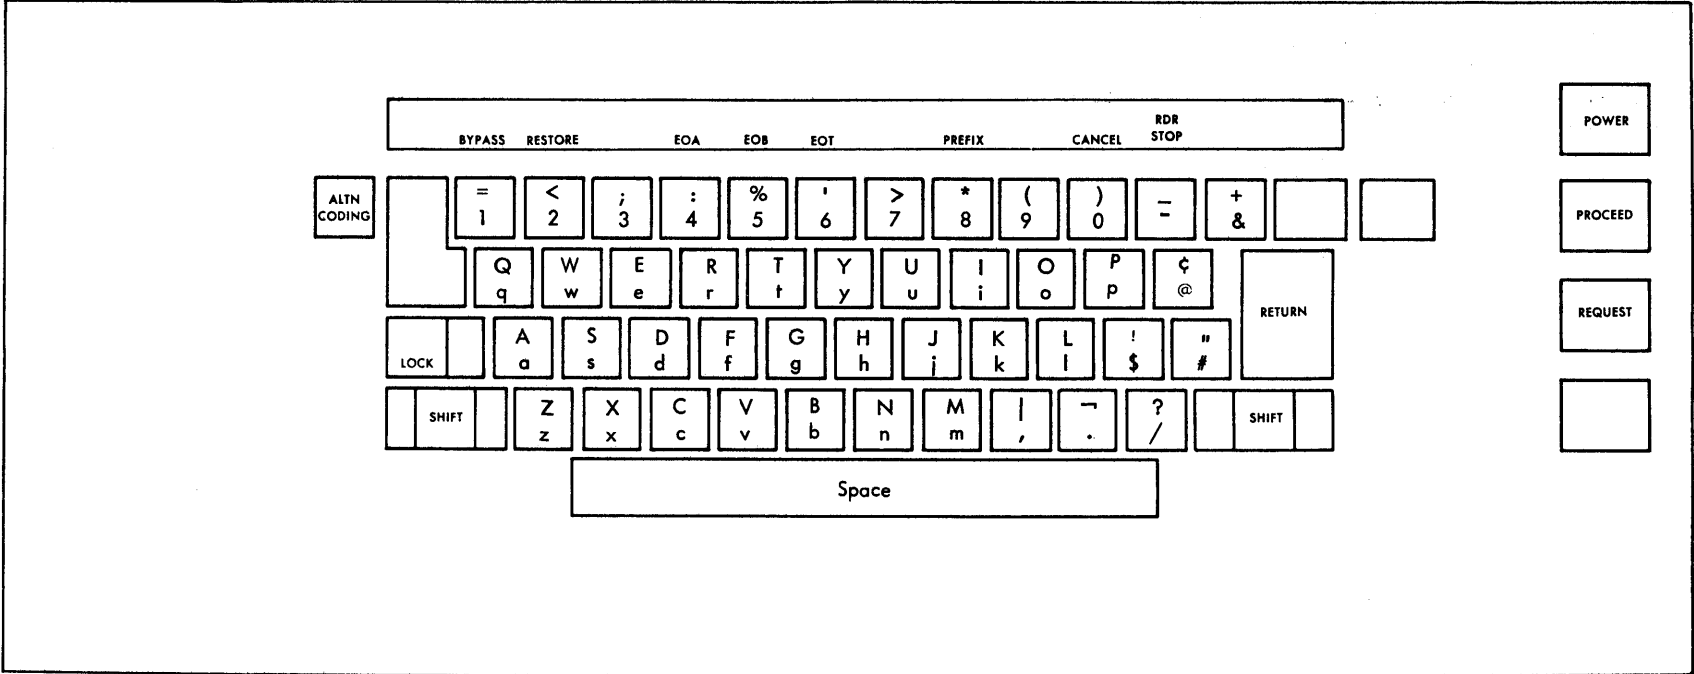 RDR
BYPASS RESTORE EOA EOB EOT PREFIX CANCEL STOP
POWER
ALTN
CODING
= < ; : % ' > * ( ) _ +
1 2 3 4 5 6 7 8 9 0 - &
PROCEED
Q W E R T Y U I O P ¢
q w e r t y u i o p @
RETURN
REQUEST
A S D F G H J K L ! "
LOCK a s d f g h j k l $ #
Z X C V B N M | ¬ ?
SHIFT z x c v b n m , . / SHIFT
Space